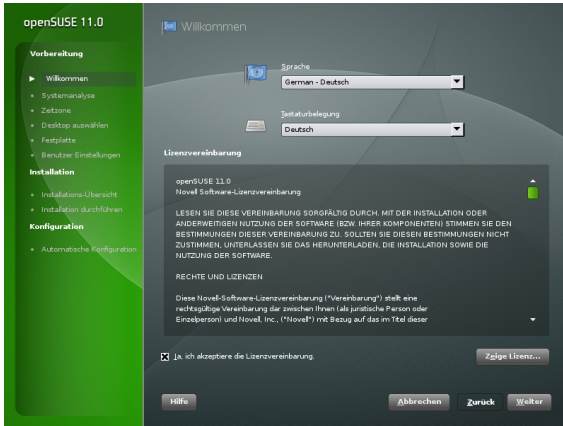 openSUSE 11.0
Vorbereitung
Willkommen
Systemanalyse
Zeitzone
Desktop auswählen
Festplatte
Benutzer Einstellungen
Installation
Installations-Übersicht
Installation durchführen
Konfiguration
Automatische Konfiguration
Willkommen
Sprache
German - Deutsch
Tastaturbelegung
Deutsch
Lizenzvereinbarung
openSUSE 11.0
Novell Software-Lizenzvereinbarung
LESEN SIE DIESE VEREINBARUNG SORGFÄLTIG DURCH. MIT DER INSTALLATION ODER
ANDERWEITIGEN NUTZUNG DER SOFTWARE (BZW. IHRER KOMPONENTEN) STIMMEN SIE DEN
BESTIMMUNGEN DIESER VEREINBARUNG ZU. SOLLTEN SIE DIESEN BESTIMMUNGEN NICHT
ZUSTIMMEN, UNTERLASSEN SIE DAS HERUNTERLADEN, DIE INSTALLATION SOWIE DIE
NUTZUNG DER SOFTWARE.
RECHTE UND LIZENZEN
Diese Novell-Software-Lizenzvereinbarung ("Vereinbarung") stellt eine
rechtsgültige Vereinbarung dar zwischen Ihnen (als juristische Person oder
Einzelperson) und Novell, Inc., ("Novell") mit Bezug auf das im Titel dieser
Ja, ich akzeptiere die Lizenzvereinbarung.
Zeige Lizenz...
Hilfe
Abbrechen
Zurück
Weiter